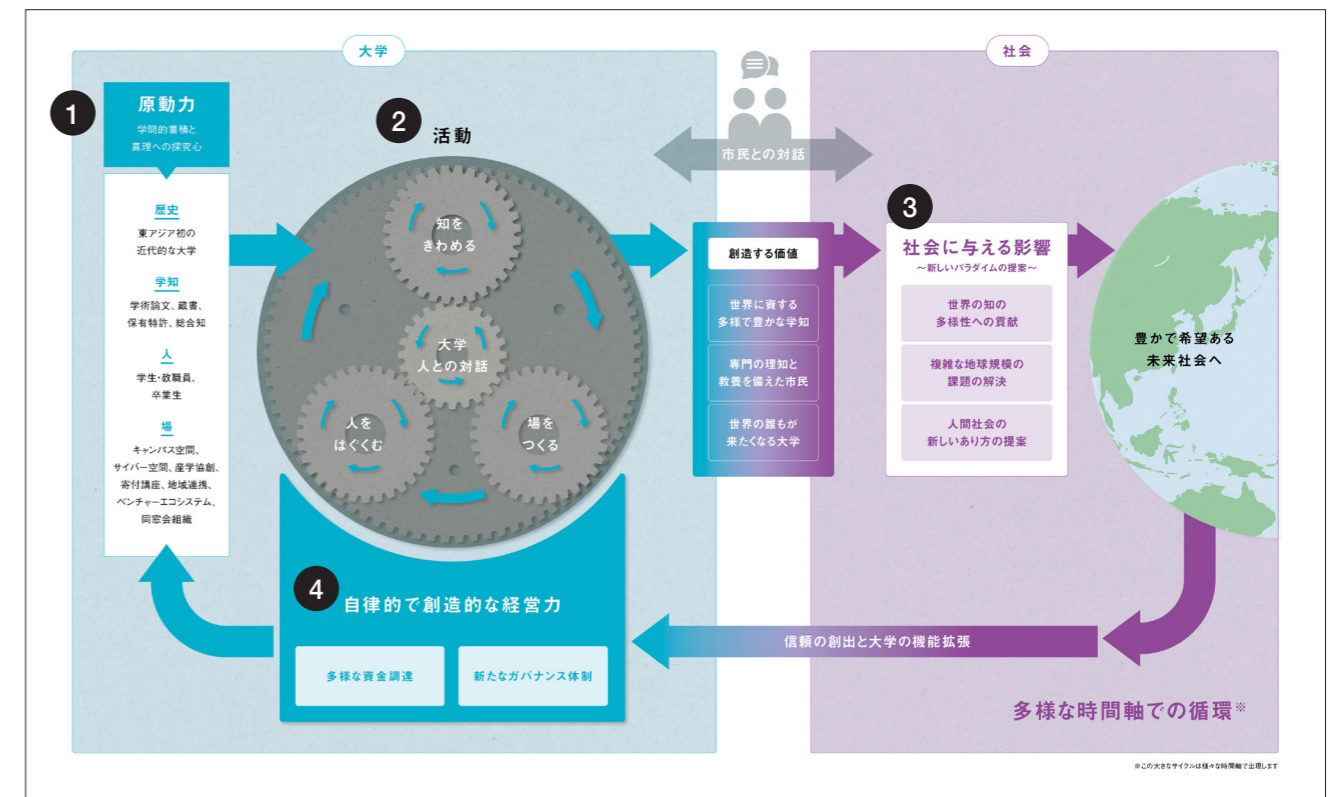 大学
社会
1
原動力
学問的蓄積と
真理への探究心
歴史
東アジア初の
近代的な大学
学知
学術論文、蔵書、
保有特許、総合知
人
学生・教職員、
卒業生
場
キャンパス空間、
サイバー空間、産学協創、
寄付講座、地域連携、
ベンチャーエコシステム、
同窓会組織
2
活動
知を
きわめる
大学
人との対話
人を
はぐくむ
場を
つくる
市民との対話
創造する価値
世界に資する
多様で豊かな学知
専門の理知と
教養を備えた市民
世界の誰もが
来たくなる大学
3
社会に与える影響
～新しいパラダイムの提案～
世界の知の
多様性への貢献
複雑な地球規模の
課題の解決
人間社会の
新しいあり方の提案
豊かで希望ある
未来社会へ
4
自律的で創造的な経営力
多様な資金調達
新たなガバナンス体制
信頼の創出と大学の機能拡張
多様な時間軸での循環※
※この大きなサイクルは様々な時間軸で出現します